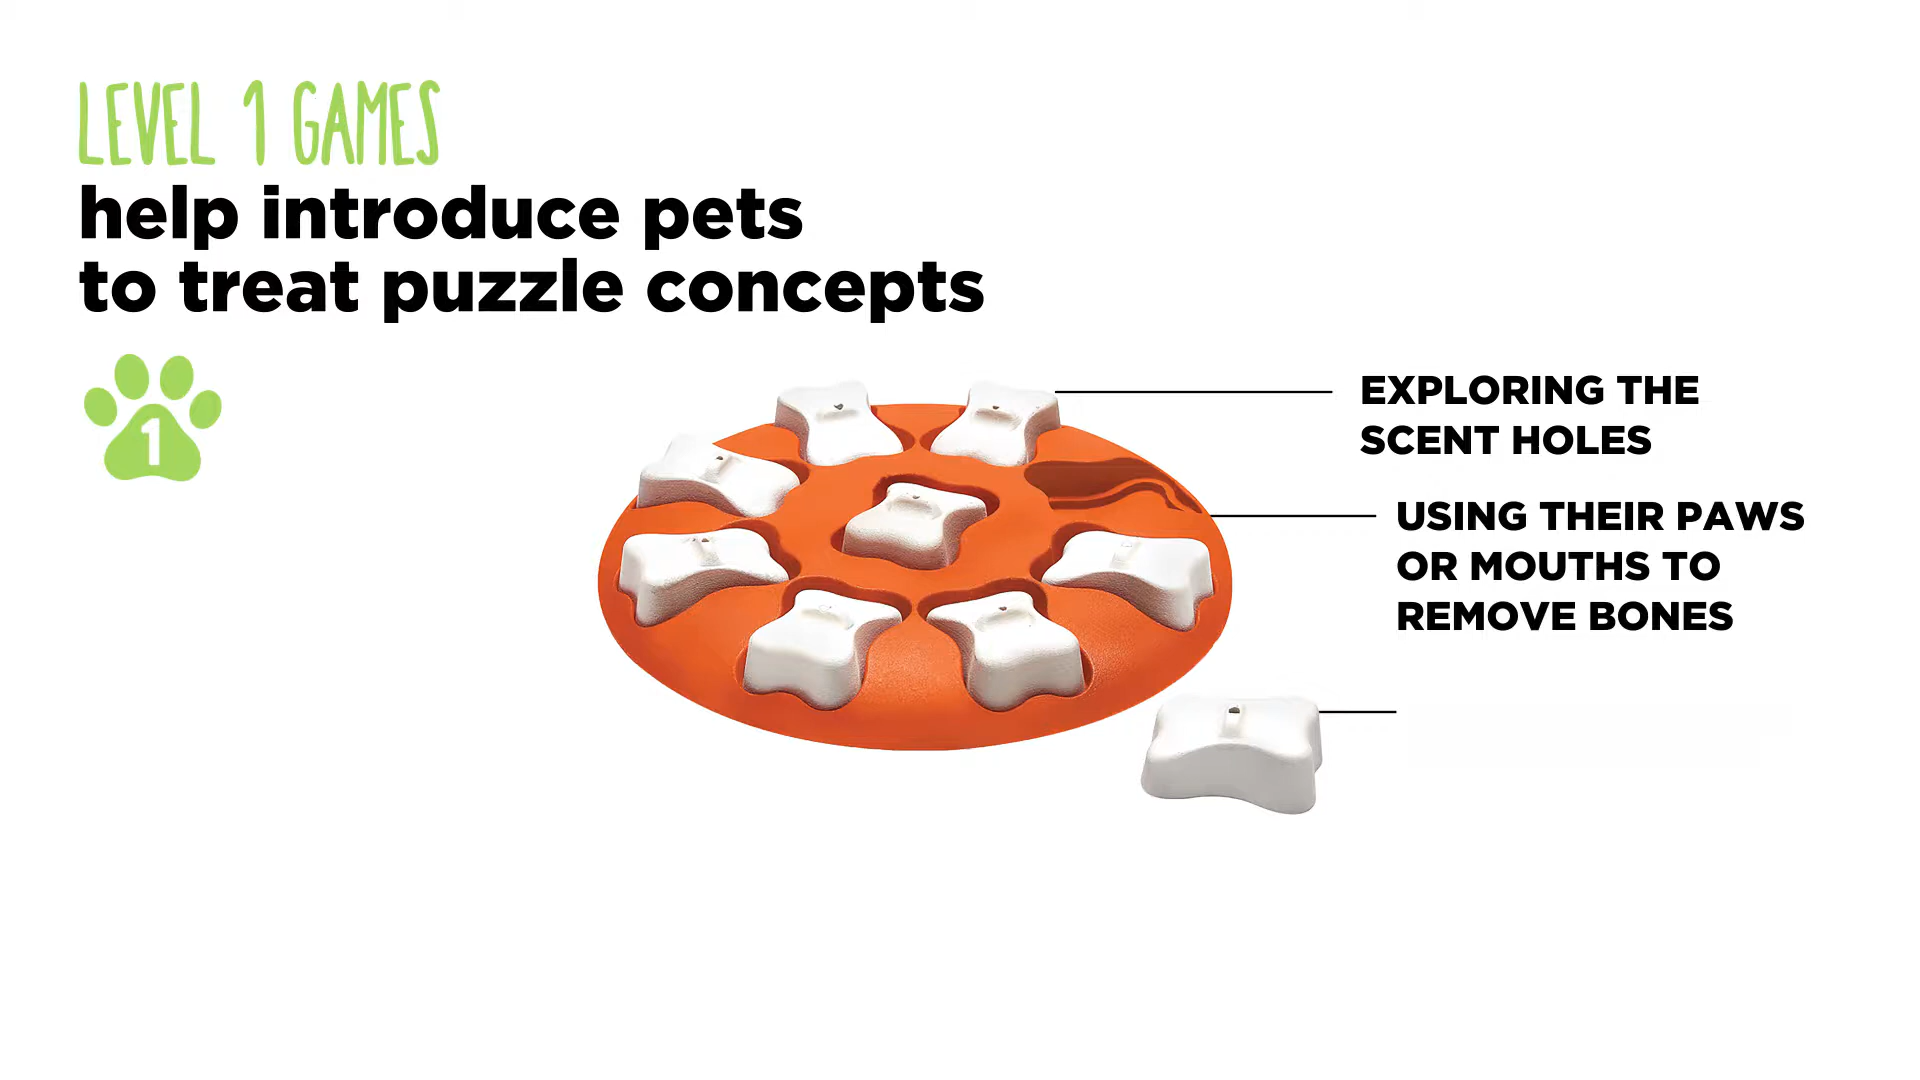 LEVEL 1 GAMES
help introduce pets
to treat puzzle concepts
1
EXPLORING THE
SCENT HOLES
USING THEIR PAWS
OR MOUTHS TO
REMOVE BONES